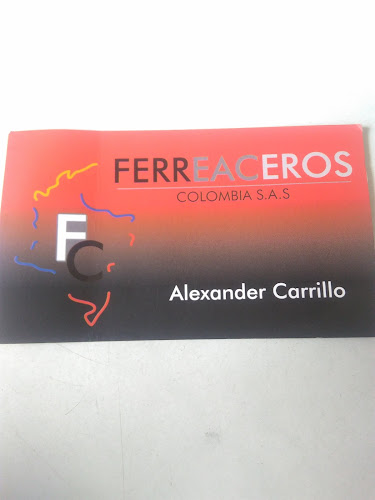 FERREACEROS
COLOMBIA S.A.S
FC
Alexander Carrillo